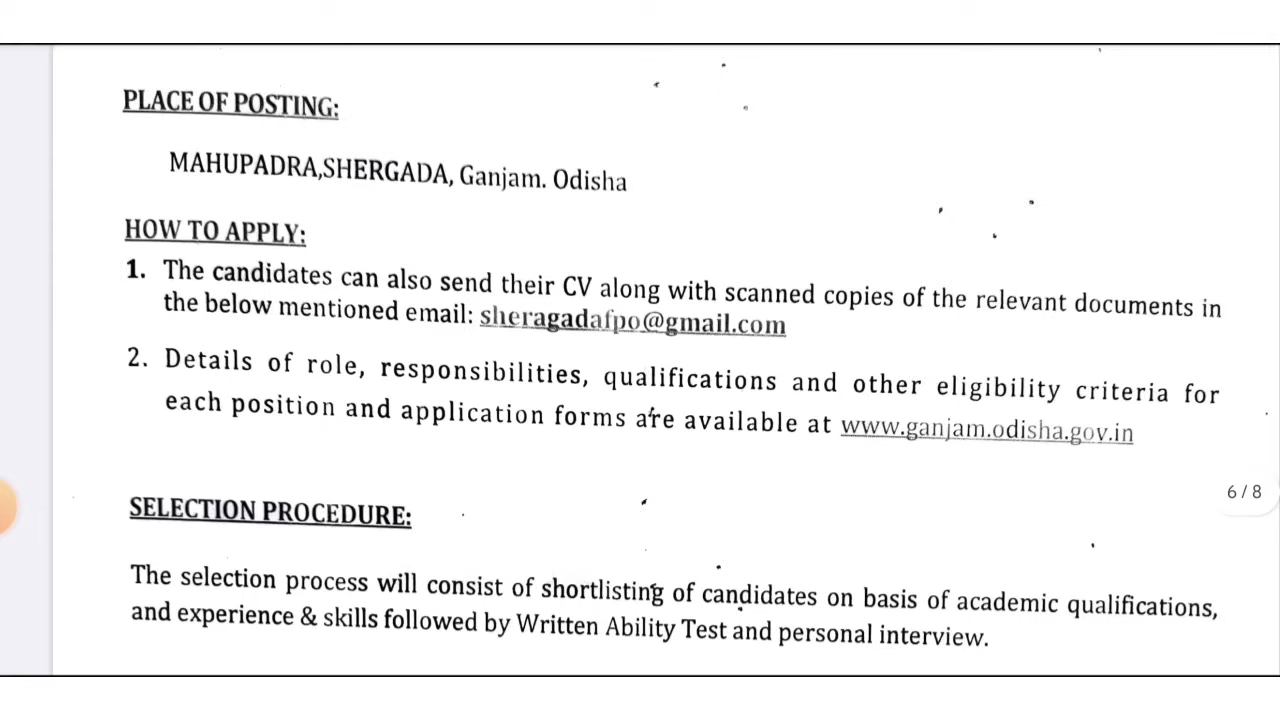 PLACE OF POSTING:
MAHUPADRA,SHERGADA, Ganjam. Odisha
HOW TO APPLY:
1. The candidates can also send their CV along with scanned copies of the relevant documents in
the below mentioned email: sheragadafpo@gmail.com
2. Details of role, responsibilities, qualifications and other eligibility criteria for
each position and application forms are available at www.ganjam.odisha.gov.in
6 / 8
SELECTION PROCEDURE:
The selection process will consist of shortlisting of candidates on basis of academic qualifications,
and experience & skills followed by Written Ability Test and personal interview.